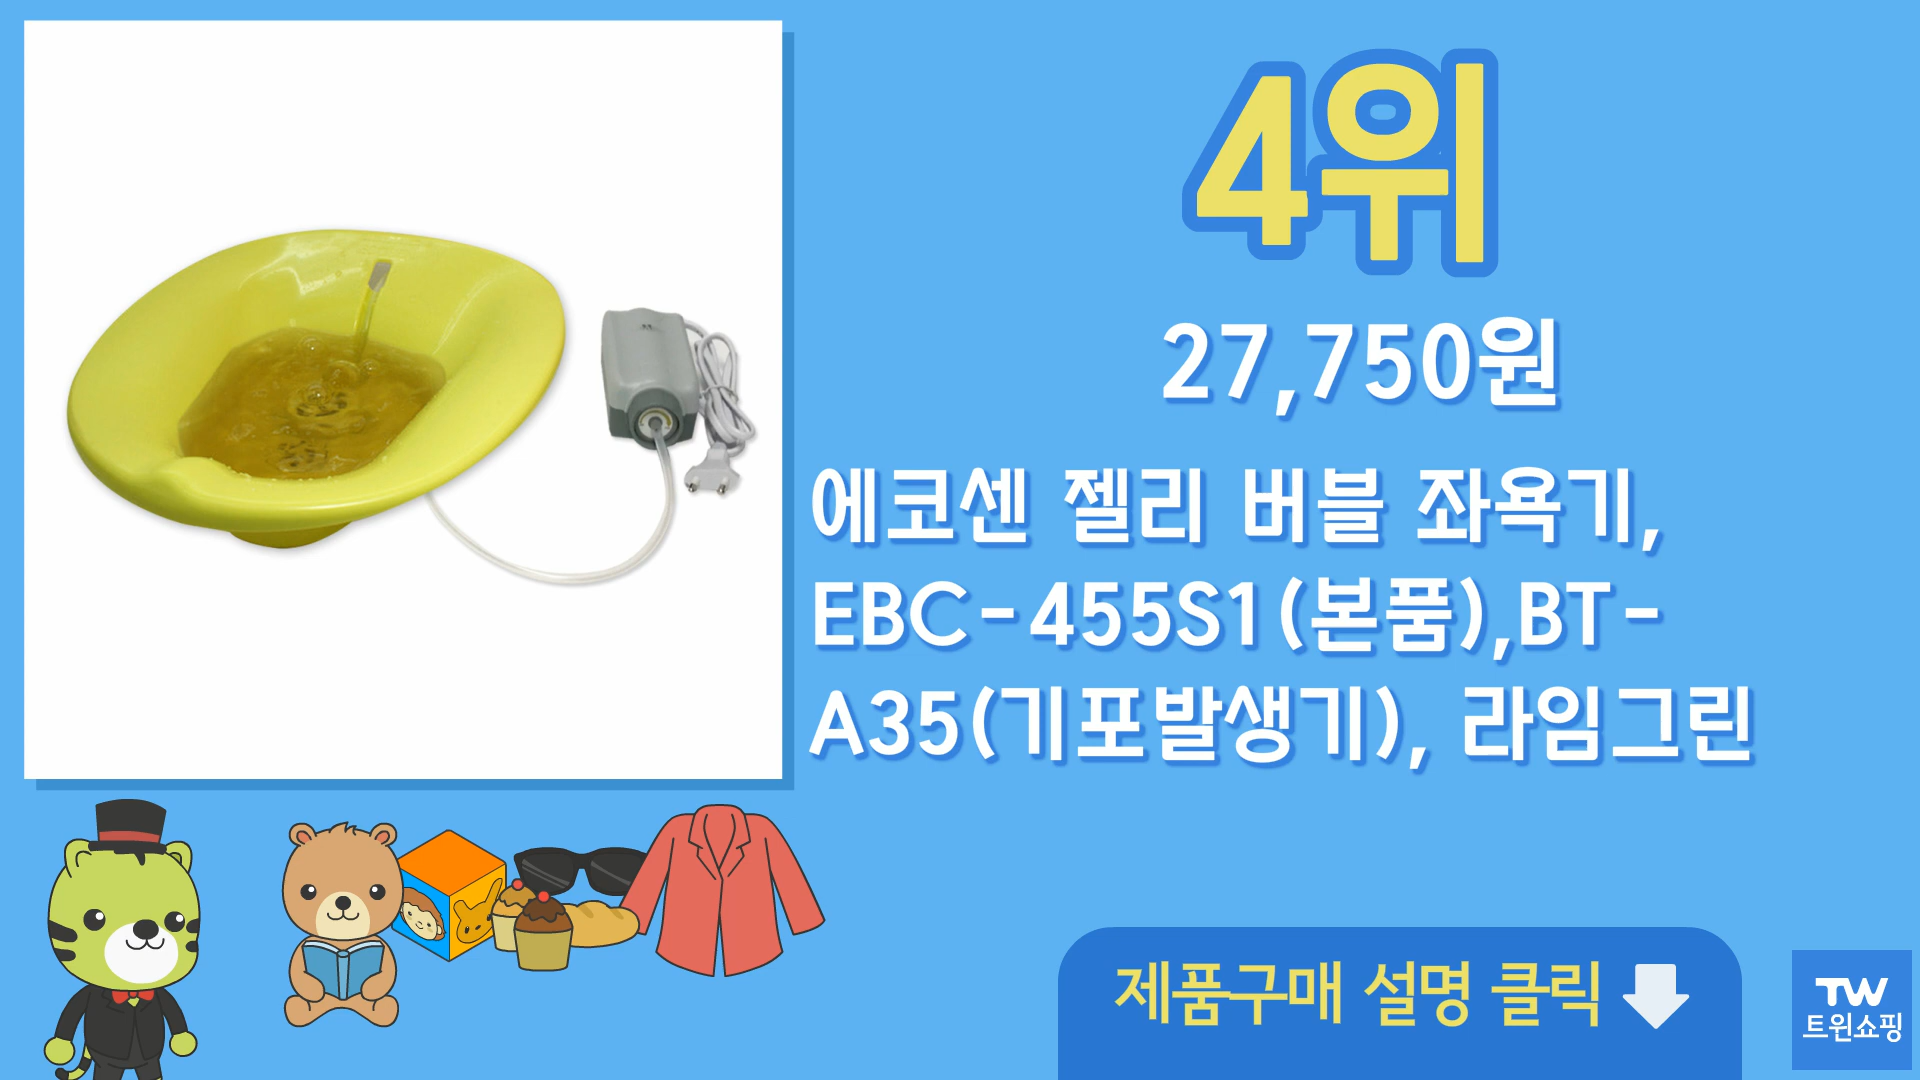 4위
27,750원
에코센 젤리 버블 좌욕기,
EBC-455S1(본품),BT-
A35(기포발생기), 라임그린
제품구매 설명 클릭
TW
트윈쇼핑